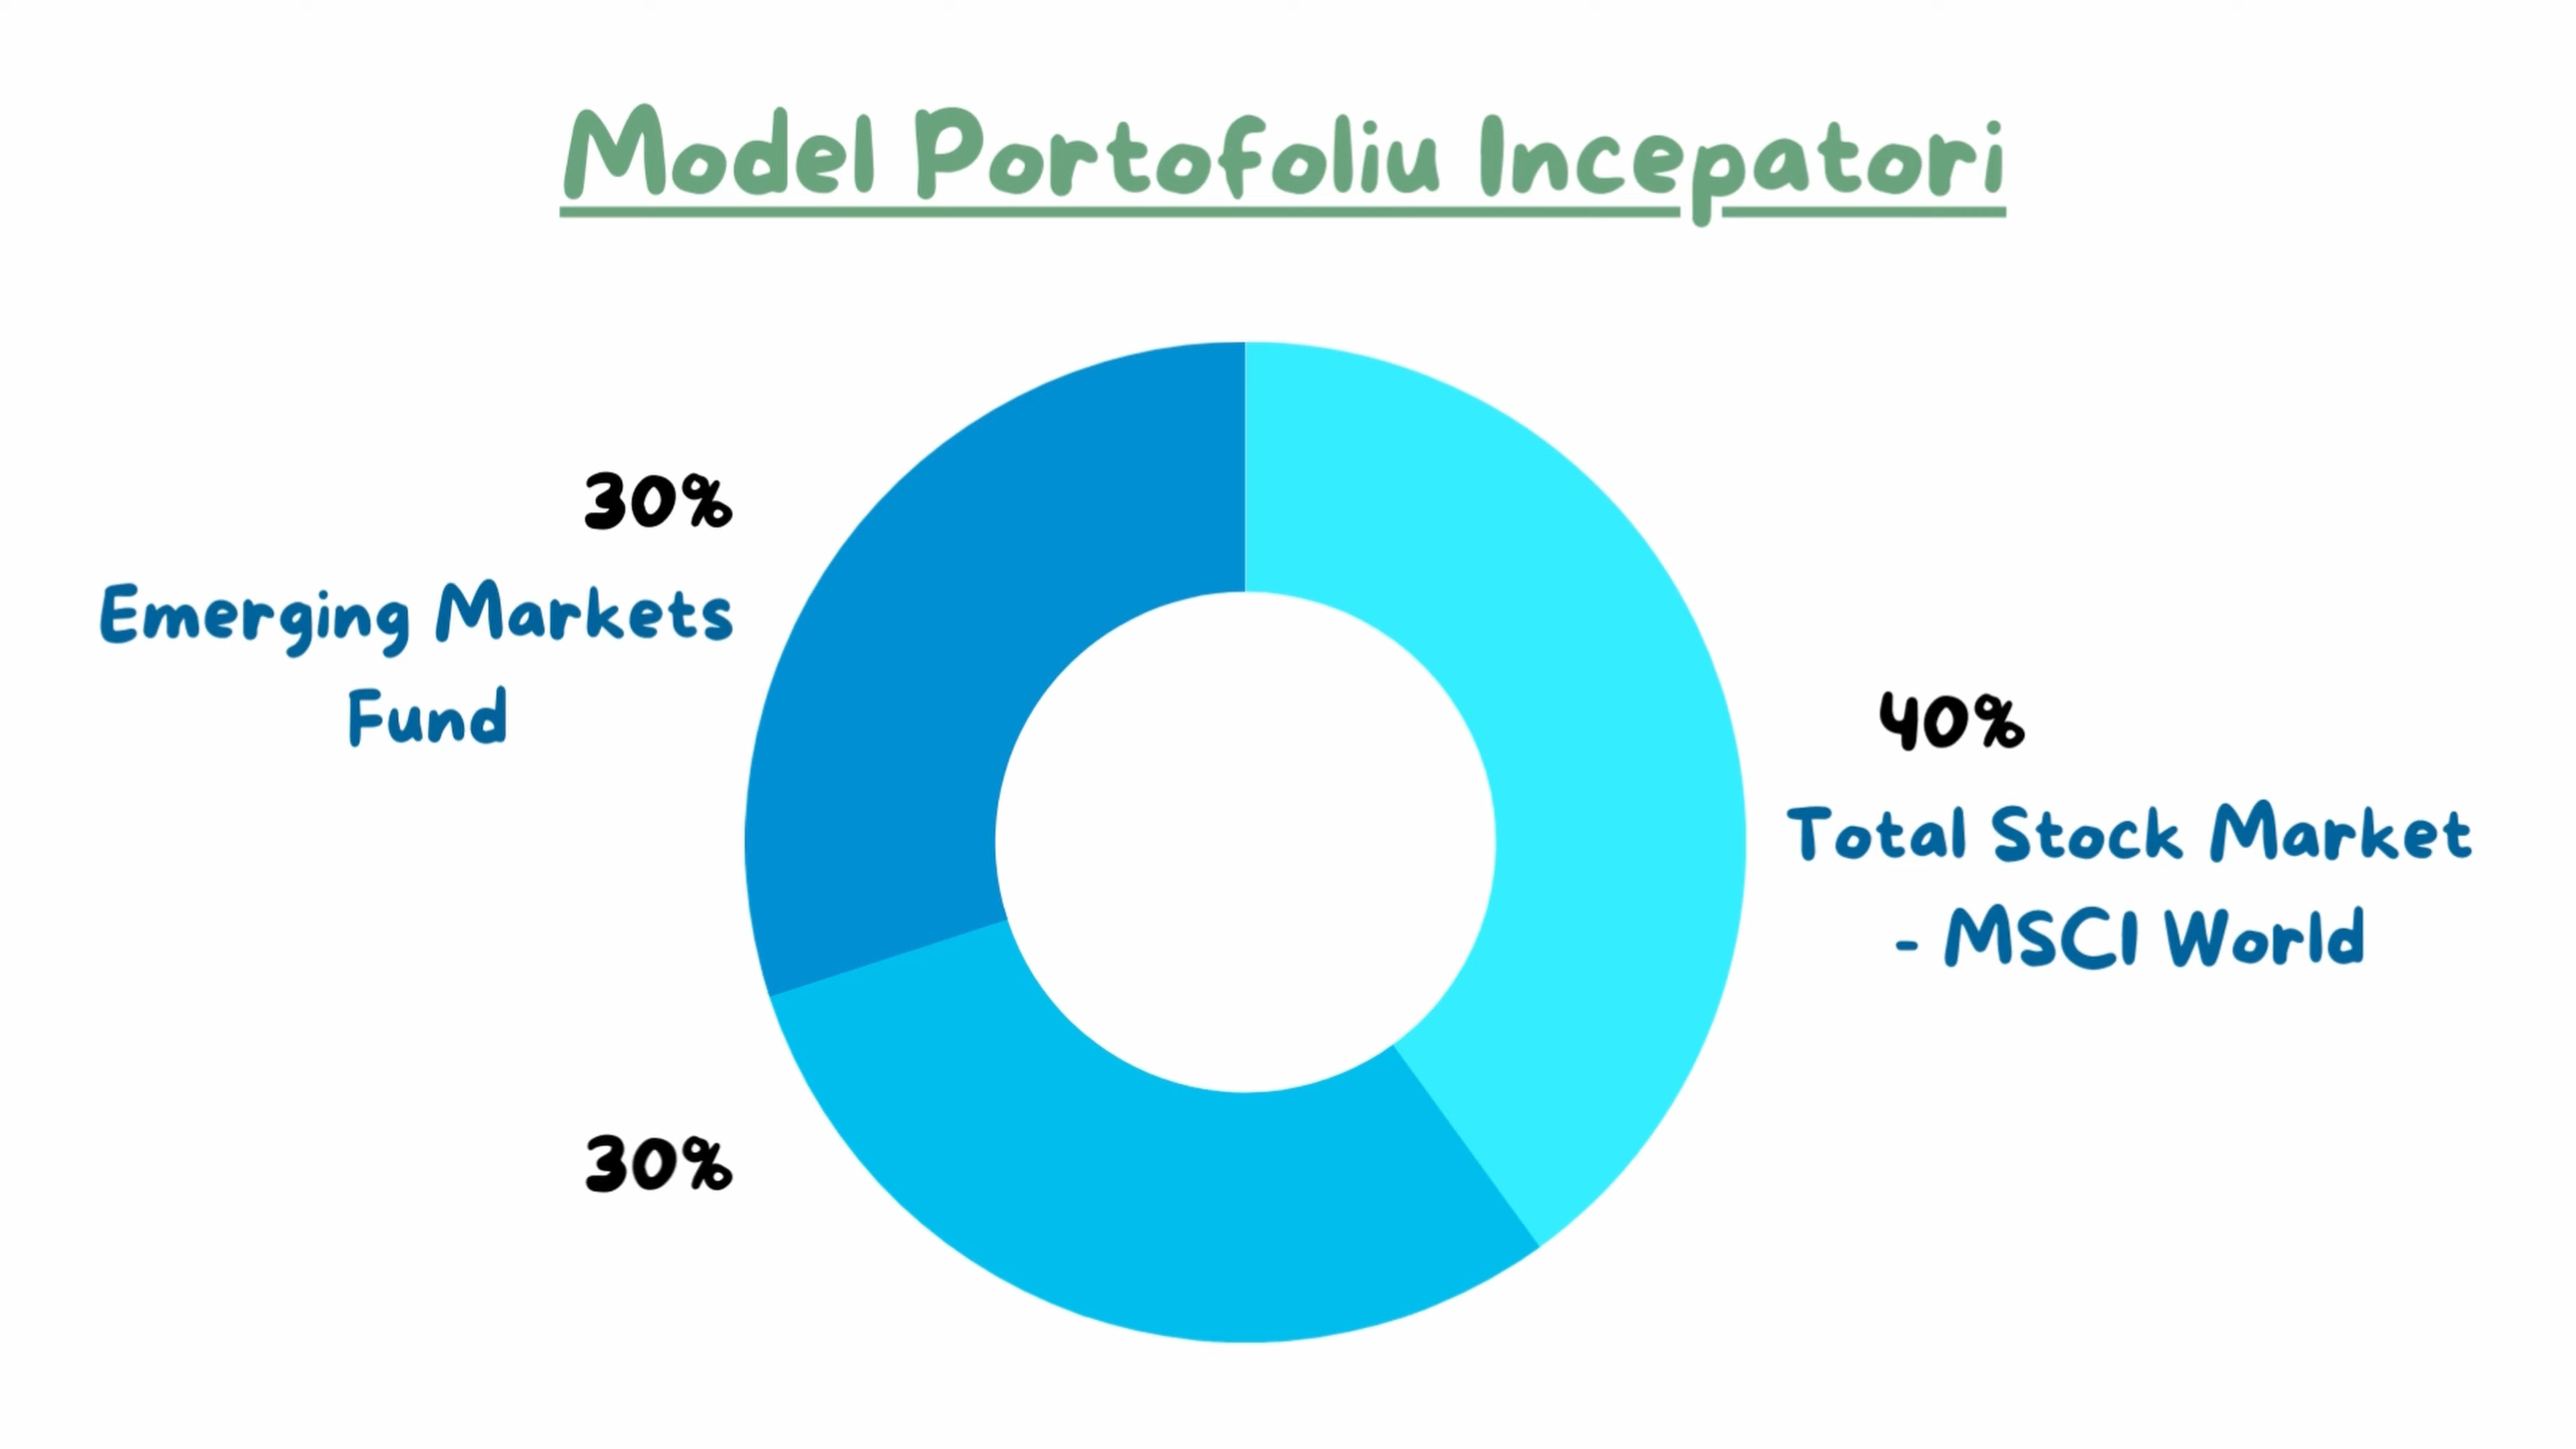 Model Portofoliu Incepatori
30%
Emerging Markets
Fund
40%
Total Stock Market
- MSCI World
30%